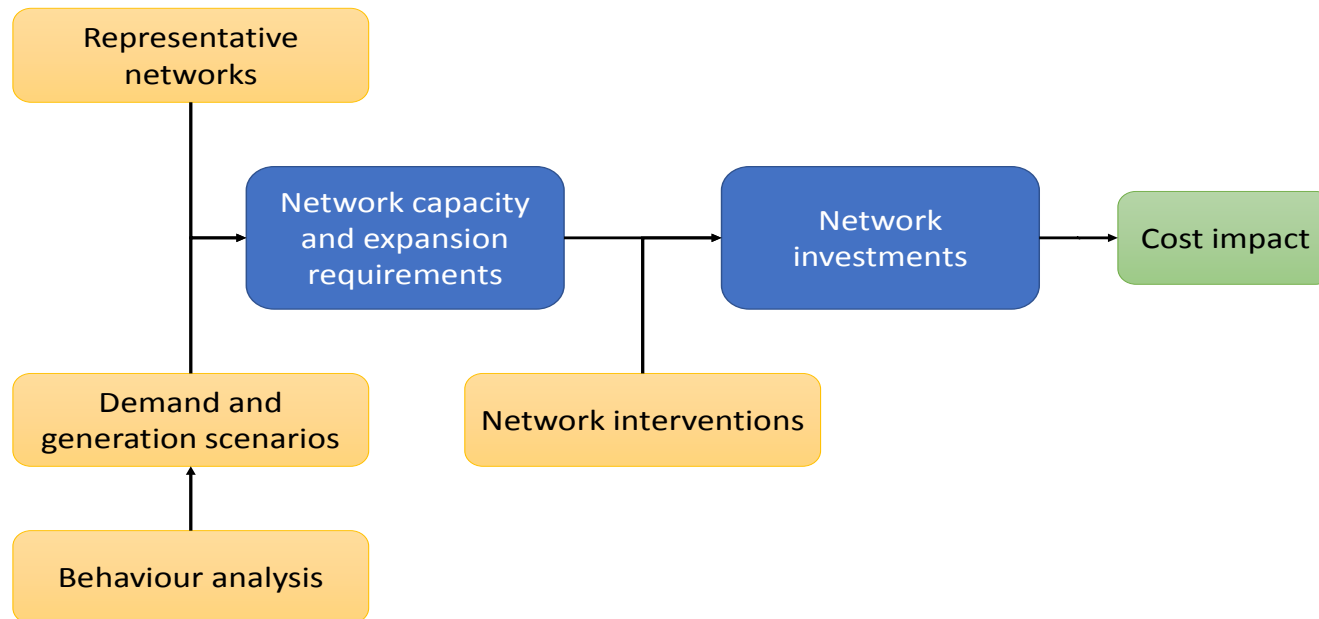 Representative
networks
Network capacity
and expansion
requirements
Network
investments
Cost impact
Demand and
generation scenarios
Network interventions
Behaviour analysis